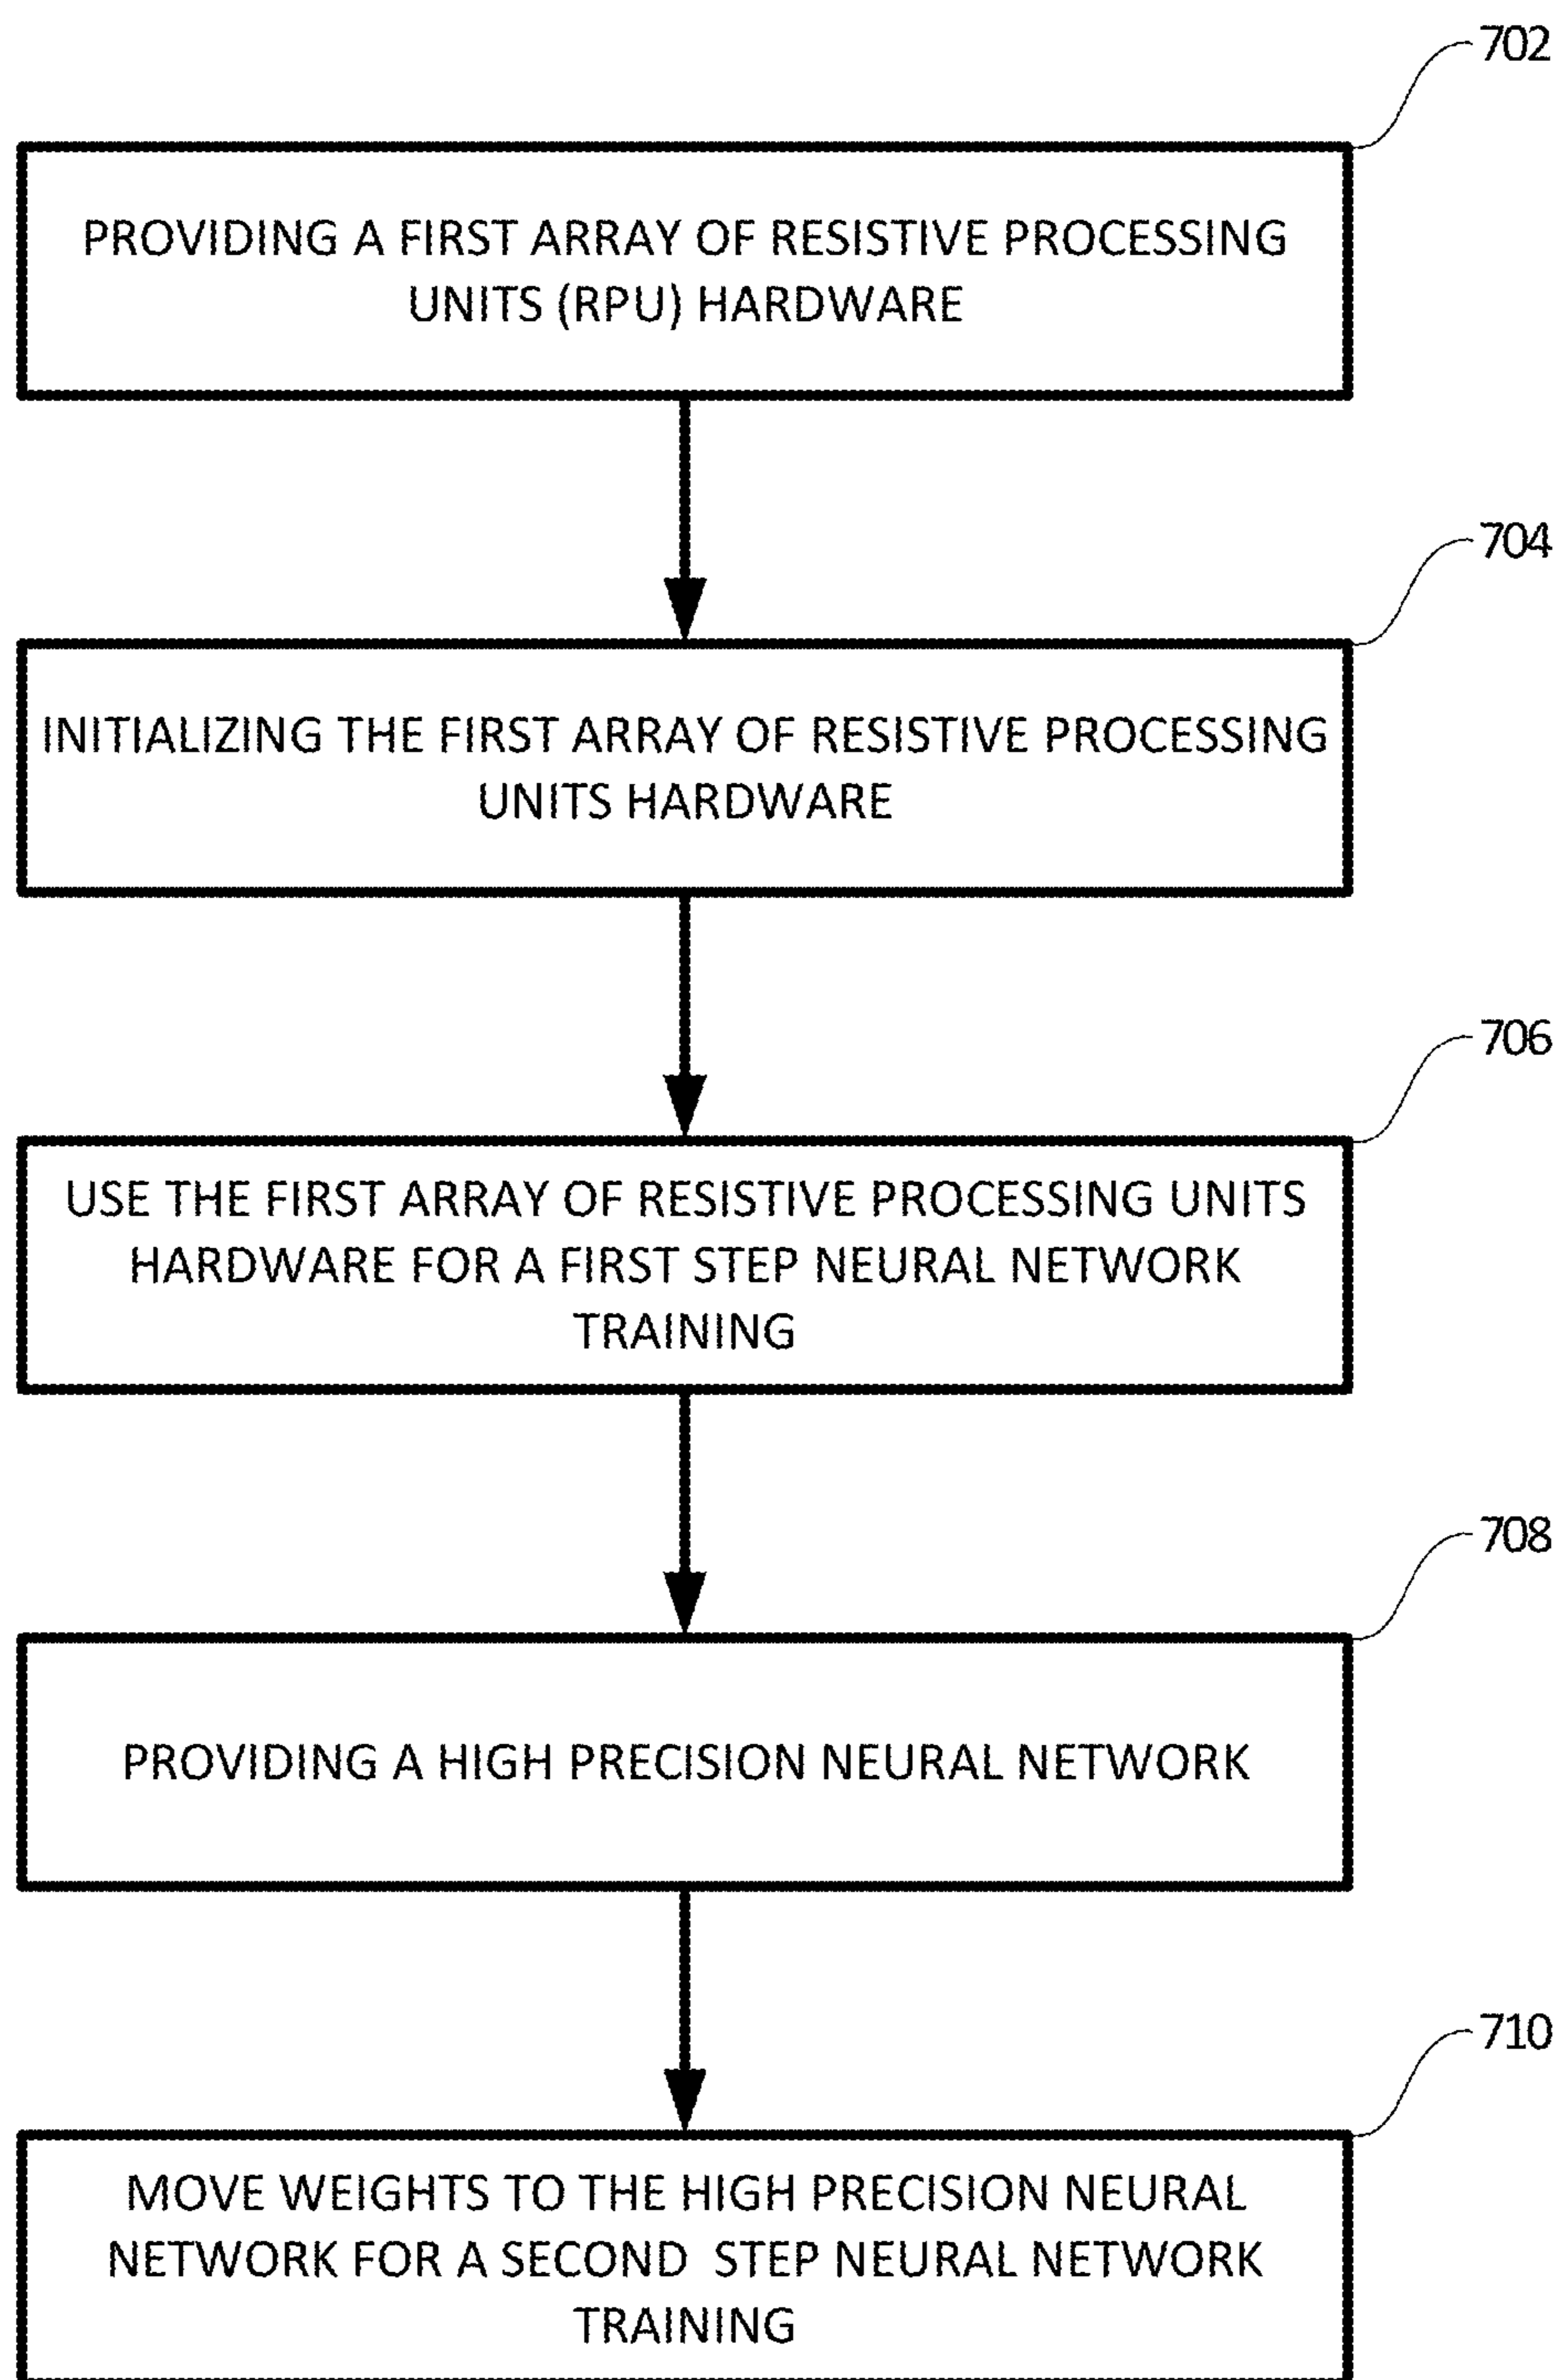 702
PROVIDING A FIRST ARRAY OF RESISTIVE PROCESSING
UNITS (RPU) HARDWARE
704
INITIALIZING THE FIRST ARRAY OF RESISTIVE PROCESSING
UNITS HARDWARE
706
USE THE FIRST ARRAY OF RESISTIVE PROCESSING UNITS
HARDWARE FOR A FIRST STEP NEURAL NETWORK
TRAINING
708
PROVIDING A HIGH PRECISION NEURAL NETWORK
710
MOVE WEIGHTS TO THE HIGH PRECISION NEURAL
NETWORK FOR A SECOND STEP NEURAL NETWORK
TRAINING